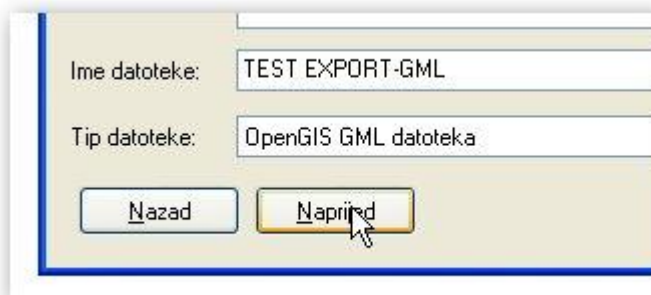 Ime datoteke: TEST EXPORT-GML
Tip datoteke: OpenGIS GML datoteka
Nazad Naprijed